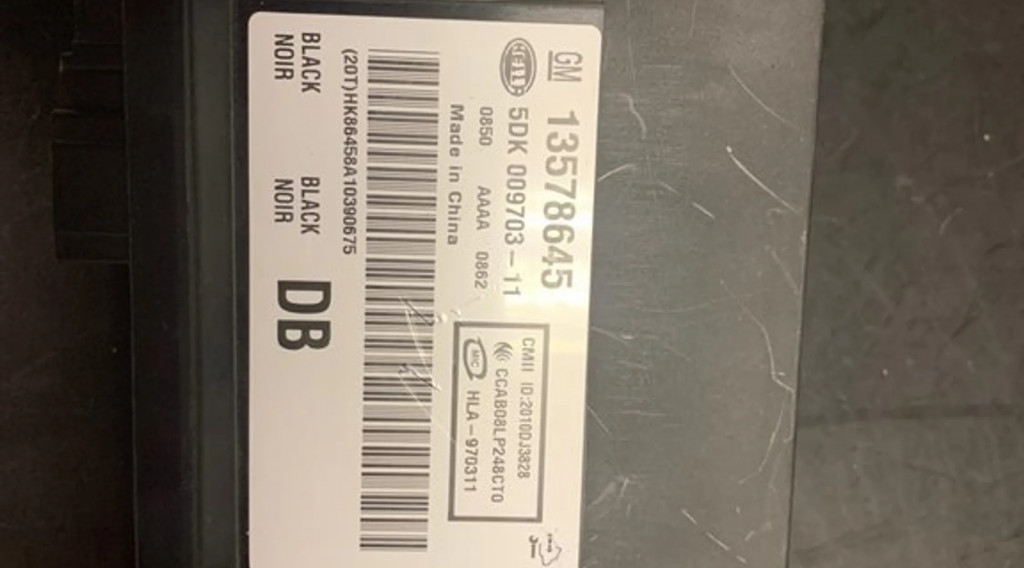 GM 13578645
HELLA 5DK 009703-11
0850 AAAA 0862
Made in China
CMII ID:2010DJ3828
CCAB08LP248CT0
MCC HLA-970311
(20T)HK86458A10390675
BLACK BLACK
NOIR NOIR
DB